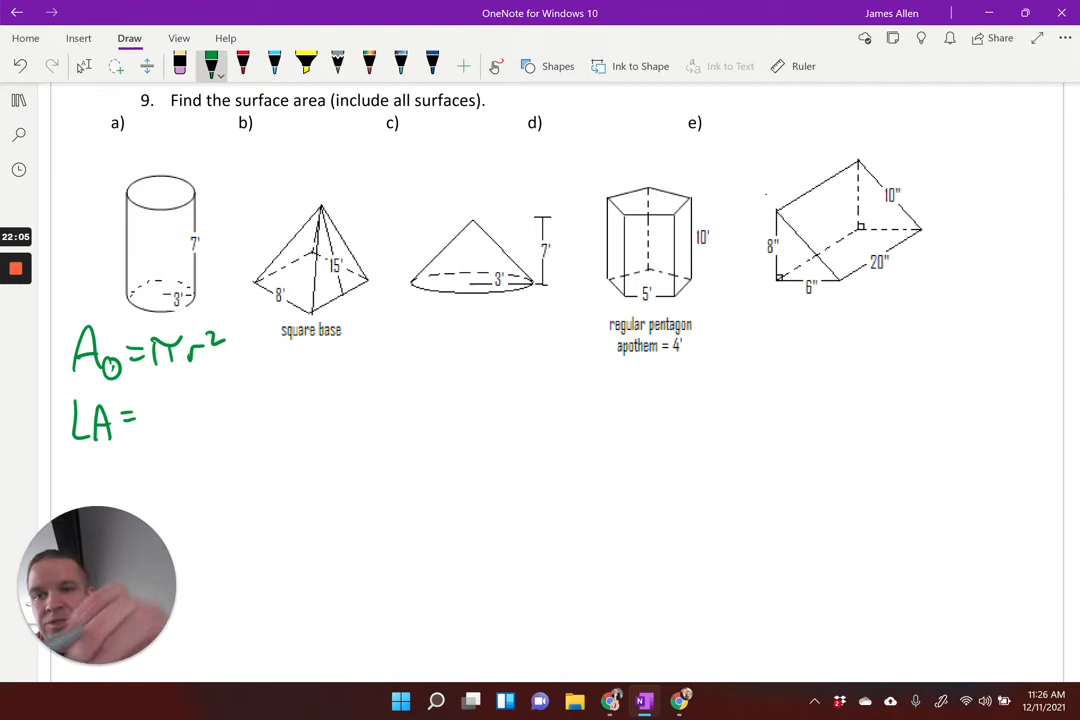 OneNote for Windows 10
James Allen
Home Insert Draw View Help
Share
Shapes Ink to Shape Ink to Text Ruler
9. Find the surface area (include all surfaces).
a) b) c) d) e)
7'
3'
15'
8'
square base
7'
3'
10'
5'
regular pentagon
apothem = 4'
10"
8"
20"
6"
22:05
A⊙=πr²
LA=
11:26 AM
12/11/2021